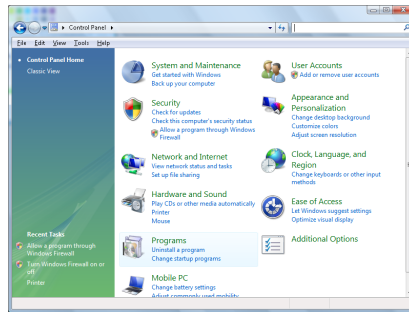 Control Panel
File Edit View Tools Help
Control Panel Home
Classic View
System and Maintenance
Get started with Windows
Back up your computer
Security
Check for updates
Check this computer's security status
Allow a program through Windows
Firewall
Network and Internet
View network status and tasks
Set up file sharing
Hardware and Sound
Play CDs or other media automatically
Printer
Mouse
Programs
Uninstall a program
Change startup programs
Mobile PC
Change battery settings
Adjust commonly used mobility
User Accounts
Add or remove user accounts
Appearance and
Personalization
Change desktop background
Customize colors
Adjust screen resolution
Clock, Language, and
Region
Change keyboards or other input
methods
Ease of Access
Let Windows suggest settings
Optimize visual display
Additional Options
Recent Tasks
Allow a program through
Windows Firewall
Turn Windows Firewall on or
off
Printer